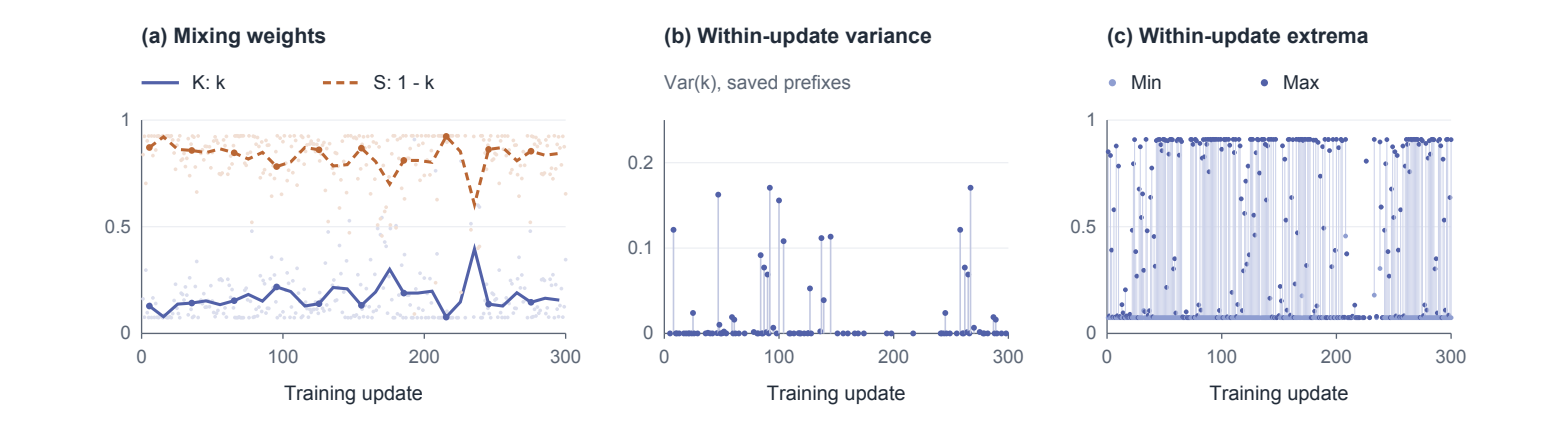 (a) Mixing weights
K: k
S: 1 - k
1
0.5
0
0
100
200
300
Training update
(b) Within-update variance
Var(k), saved prefixes
0.2
0.1
0
0
100
200
300
Training update
(c) Within-update extrema
Min
Max
1
0.5
0
0
100
200
300
Training update